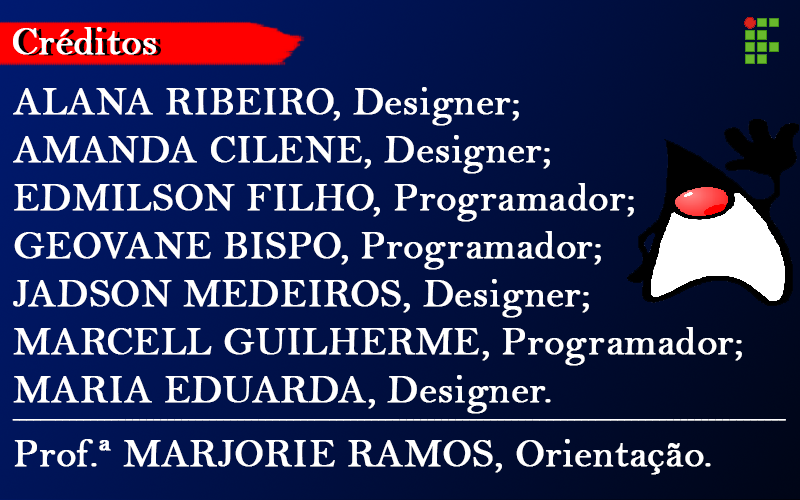 Créditos
ALANA RIBEIRO, Designer;
AMANDA CILENE, Designer;
EDMILSON FILHO, Programador;
GEOVANE BISPO, Programador;
JADSON MEDEIROS, Designer;
MARCELL GUILHERME, Programador;
MARIA EDUARDA, Designer.
Prof.ª MARJORIE RAMOS, Orientação.